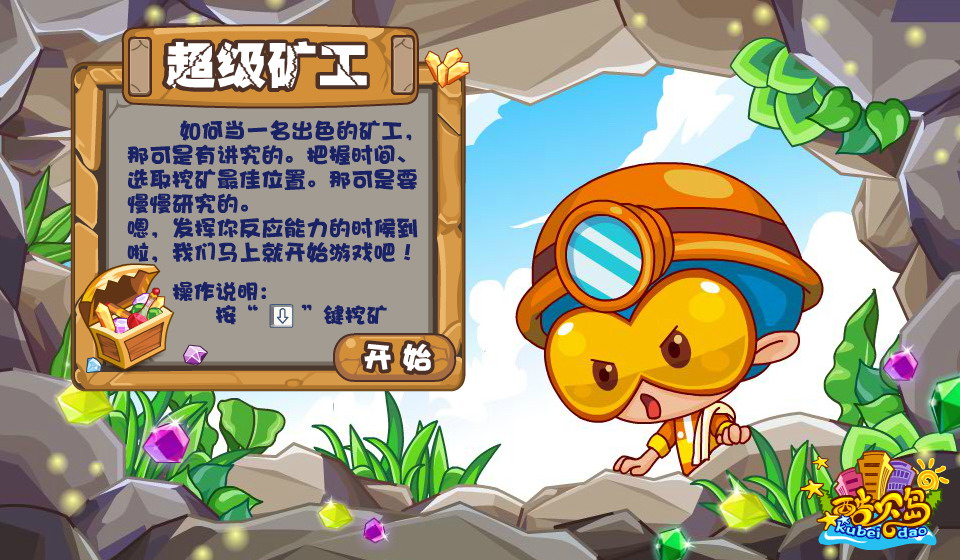 超级矿工
如何当一名出色的矿工，
那可是有讲究的。把握时间、
选取挖矿最佳位置。那可是要
慢慢研究的。
嗯，发挥你反应能力的时候到
啦，我们马上就开始游戏吧！
操作说明：
按“⇩”键挖矿
开始
酷贝岛
kubei dao